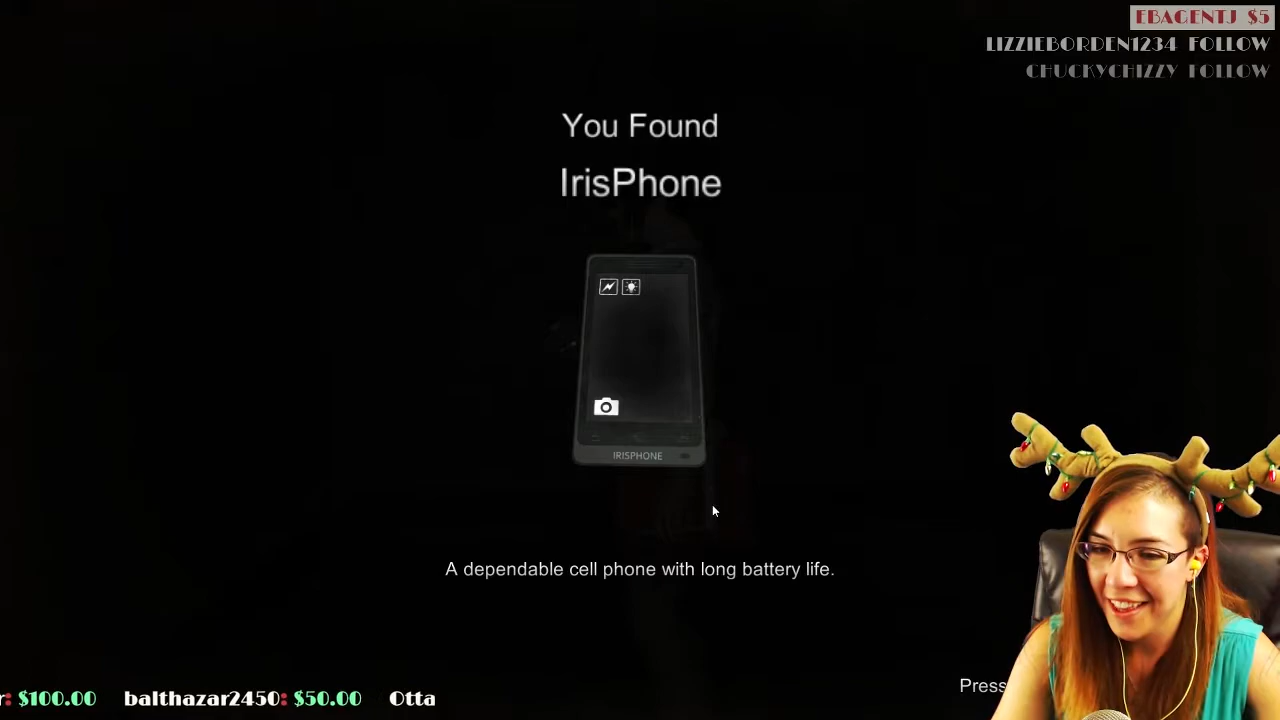 EBAGENTJ $5
LIZZIEBORDEN1234 FOLLOW
CHUCKYCHIZZY FOLLOW
You Found
IrisPhone
IRISPHONE
A dependable cell phone with long battery life.
Press
r: $100.00 balthazar2450: $50.00 Otta